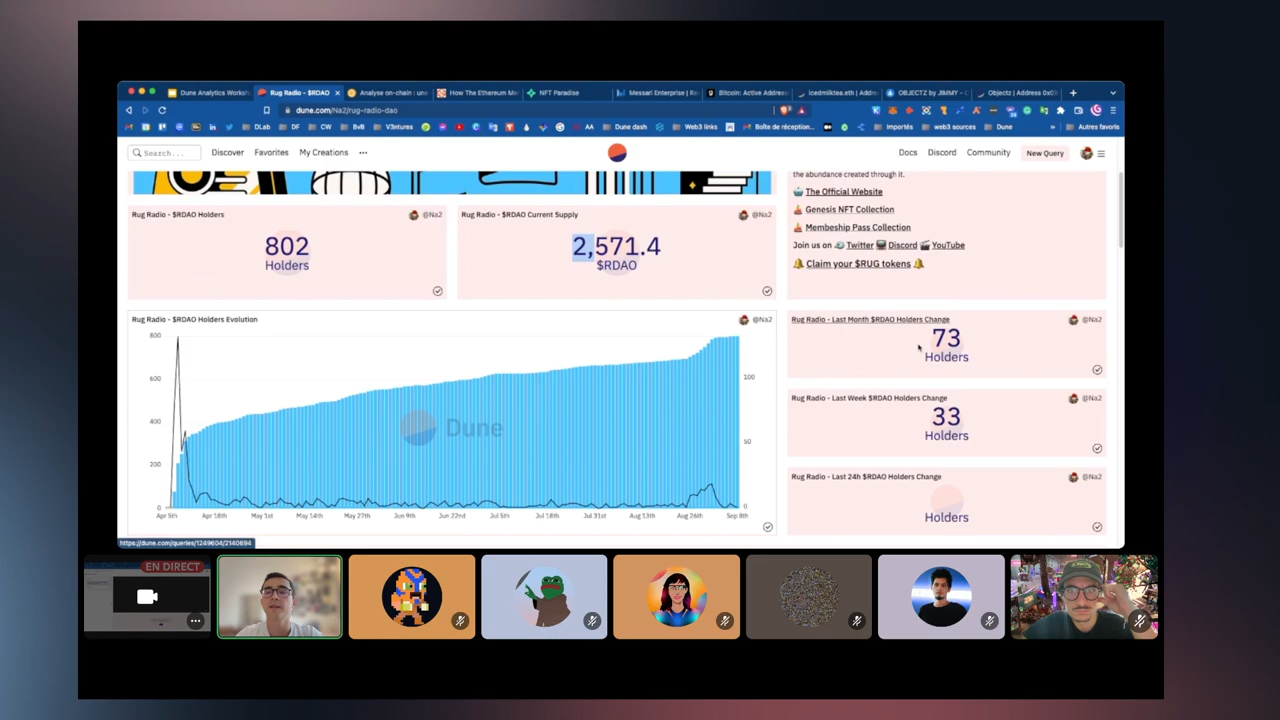 Dune Analytics Worksh
Rug Radio - $RDAO
Analyse on-chain : une
How The Ethereum Me
NFT Paradise
Messari Enterprise | Re
Bitcoin: Active Address
icedmilktea.eth | Addre
OBJECTZ by JIMMY
Objectz | Address 0x0
dune.com/Na2/rug-radio-dao
DLab
DF
CW
BvB
V3ntures
AA
Dune dash
Web3 links
Boîte de réception...
Importés
web3 sources
Dune
Autres favoris
Search...
Discover
Favorites
My Creations
Docs
Discord
Community
New Query
the abundance created through it.
The Official Website
Genesis NFT Collection
Membeship Pass Collection
Join us on Twitter Discord YouTube
Claim your $RUG tokens
Rug Radio - $RDAO Holders
@Na2
802
Holders
Rug Radio - $RDAO Current Supply
@Na2
2,571.4
$RDAO
Rug Radio - $RDAO Holders Evolution
@Na2
800
600
400
200
0
100
50
0
Dune
Apr 5th
Apr 18th
May 1st
May 14th
May 27th
Jun 9th
Jun 22nd
Jul 5th
Jul 18th
Jul 31st
Aug 13th
Aug 26th
Sep 8th
Rug Radio - Last Month $RDAO Holders Change
@Na2
73
Holders
Rug Radio - Last Week $RDAO Holders Change
@Na2
33
Holders
Rug Radio - Last 24h $RDAO Holders Change
@Na2
Holders
https://dune.com/queries/1249604/2140694
EN DIRECT